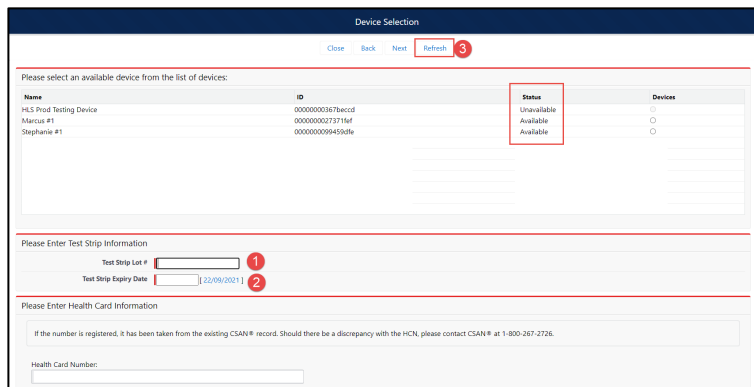 Device Selection
Close Back Next Refresh 3
Please select an available device from the list of devices:
Name ID Status Devices
HLS Prod Testing Device 00000000367beccd Unavailable
Marcus #1 0000000027371fef Available
Stephanie #1 0000000099459dfe Available
Please Enter Test Strip Information
Test Strip Lot # 1
Test Strip Expiry Date [ 22/09/2021 ] 2
Please Enter Health Card Information
If the number is registered, it has been taken from the existing CSAN® record. Should there be a discrepancy with the HCN, please contact CSAN® at 1-800-267-2726.
Health Card Number: